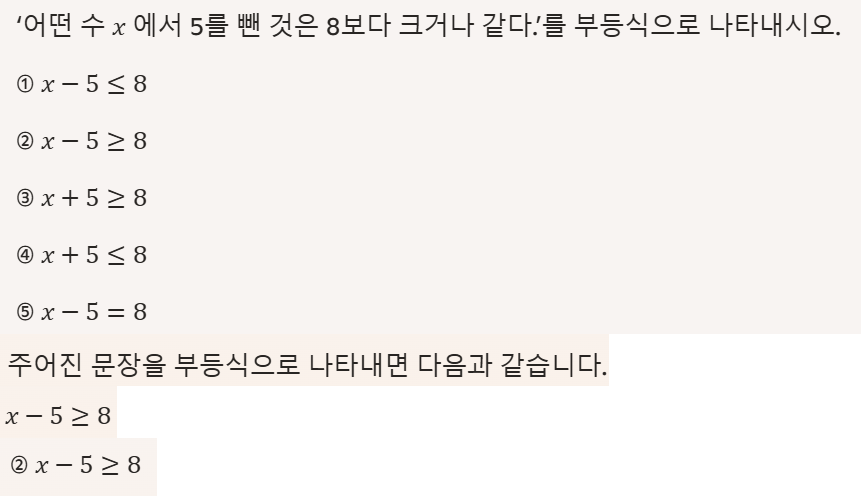 ‘어떤 수 x 에서 5를 뺀 것은 8보다 크거나 같다.’를 부등식으로 나타내시오.
① x − 5 ≤ 8
② x − 5 ≥ 8
③ x + 5 ≥ 8
④ x + 5 ≤ 8
⑤ x − 5 = 8
주어진 문장을 부등식으로 나타내면 다음과 같습니다.
x − 5 ≥ 8
② x − 5 ≥ 8